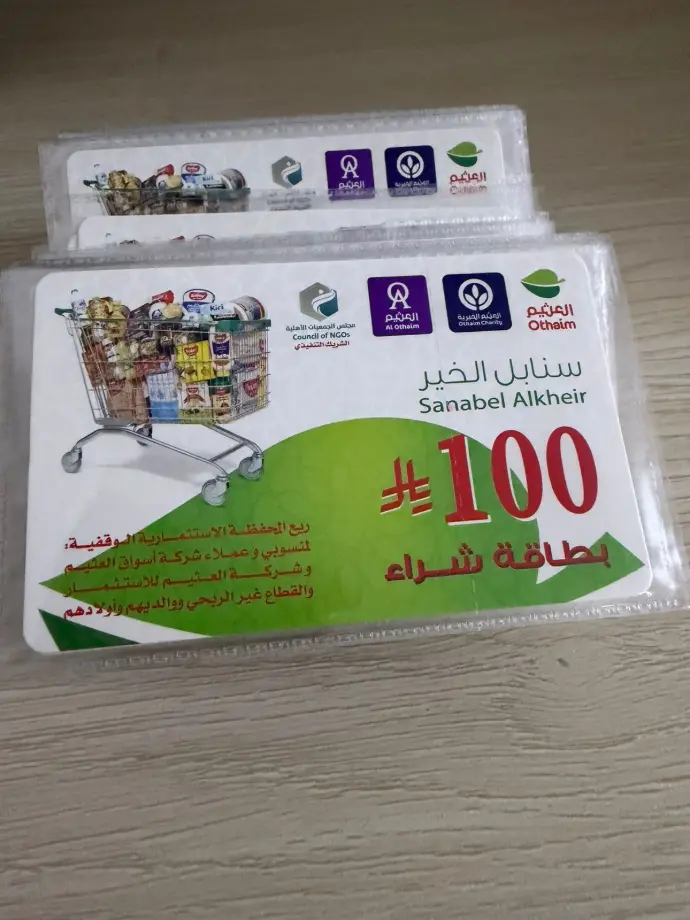 العثيم
Othaim
العثيم الخيرية
Othaim Charity
العثيم
Al Othaim
مجلس الجمعيات الأهلية
Council of NGOs
الشريك التنفيذي
Kiri
سنابل الخير
Sanabel Alkheir
100
بطاقة شراء
ريع المحفظة الاستثمارية الوقفية:
لمنسوبي وعملاء شركة أسواق العثيم
وشركة العثيم للاستثمار
والقطاع غير الربحي ووالديهم وأولادهم